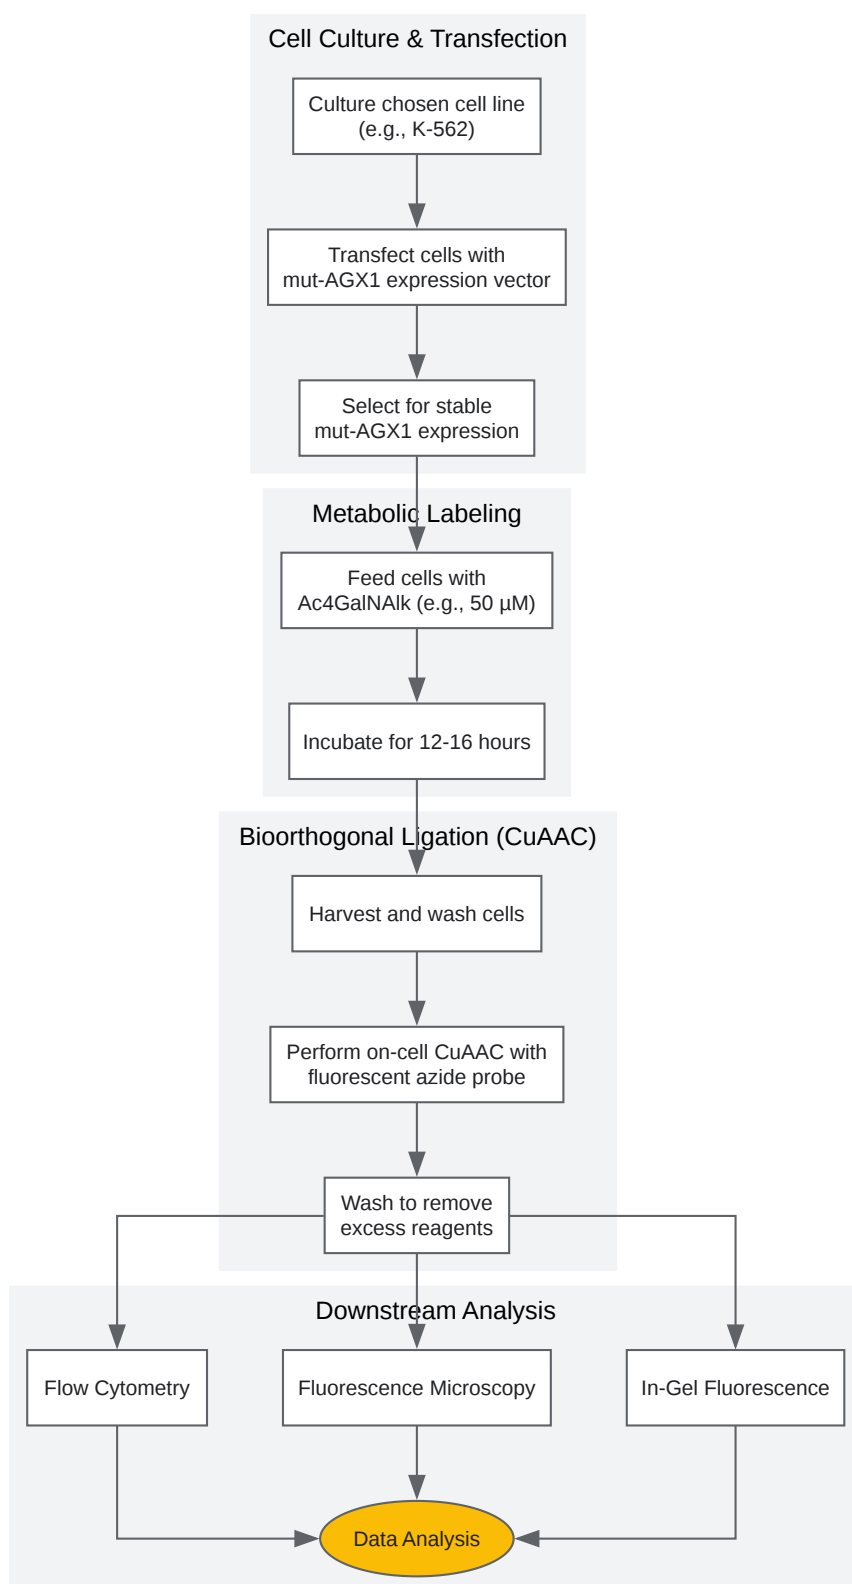 Cell Culture & Transfection
Culture chosen cell line
(e.g., K-562)
Transfect cells with
mut-AGX1 expression vector
Select for stable
mut-AGX1 expression
Metabolic Labeling
Feed cells with
Ac4GalNAlk (e.g., 50 µM)
Incubate for 12-16 hours
Bioorthogonal Ligation (CuAAC)
Harvest and wash cells
Perform on-cell CuAAC with
fluorescent azide probe
Wash to remove
excess reagents
Downstream Analysis
Flow Cytometry
Fluorescence Microscopy
In-Gel Fluorescence
Data Analysis